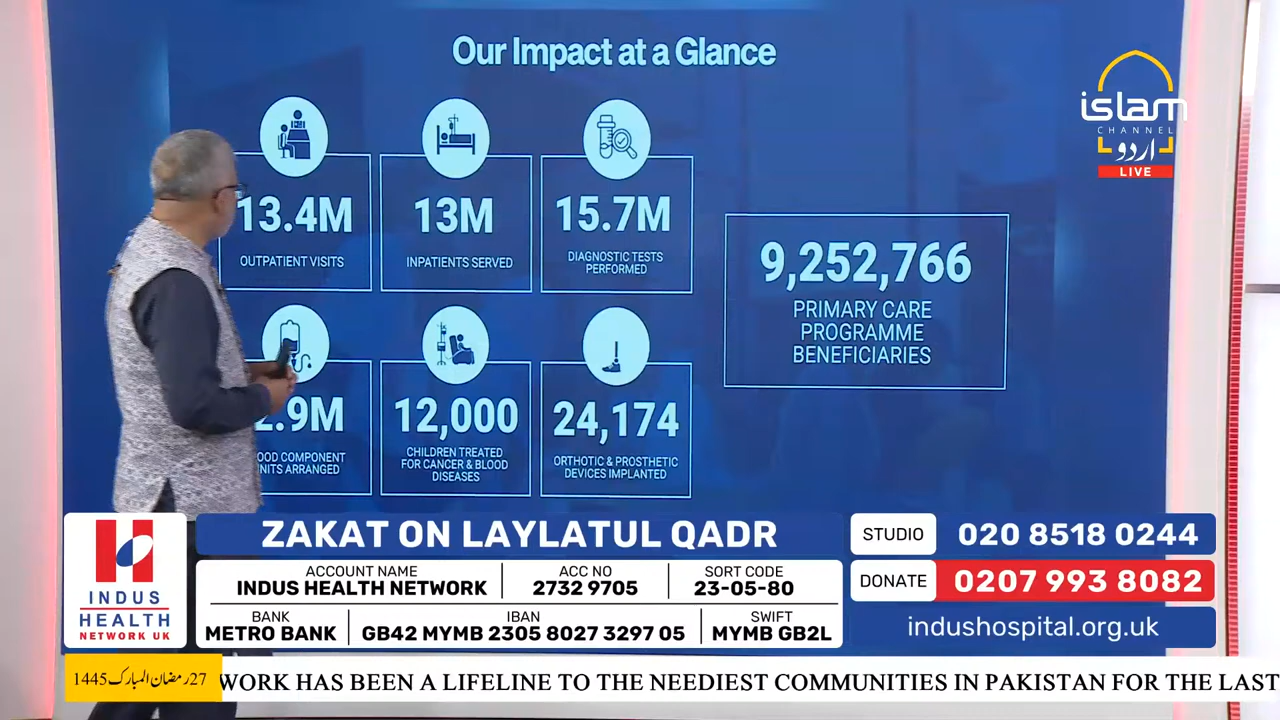 Our Impact at a Glance
islam
CHANNEL
اردو
LIVE
13.4M
OUTPATIENT VISITS
13M
INPATIENTS SERVED
15.7M
DIAGNOSTIC TESTS
PERFORMED
9,252,766
PRIMARY CARE
PROGRAMME
BENEFICIARIES
.9M
COMPONENT
ARRANGED
12,000
CHILDREN TREATED
FOR CANCER & BLOOD
DISEASES
24,174
ORTHOTIC & PROSTHETIC
DEVICES IMPLANTED
INDUS
HEALTH
NETWORK UK
ZAKAT ON LAYLATUL QADR
ACCOUNT NAME
INDUS HEALTH NETWORK
ACC NO
2732 9705
SORT CODE
23-05-80
BANK
METRO BANK
IBAN
GB42 MYMB 2305 8027 3297 05
SWIFT
MYMB GB2L
STUDIO
020 8518 0244
DONATE
0207 993 8082
indushospital.org.uk
27رمضان المبارک 1445
WORK HAS BEEN A LIFELINE TO THE NEEDIEST COMMUNITIES IN PAKISTAN FOR THE LAST